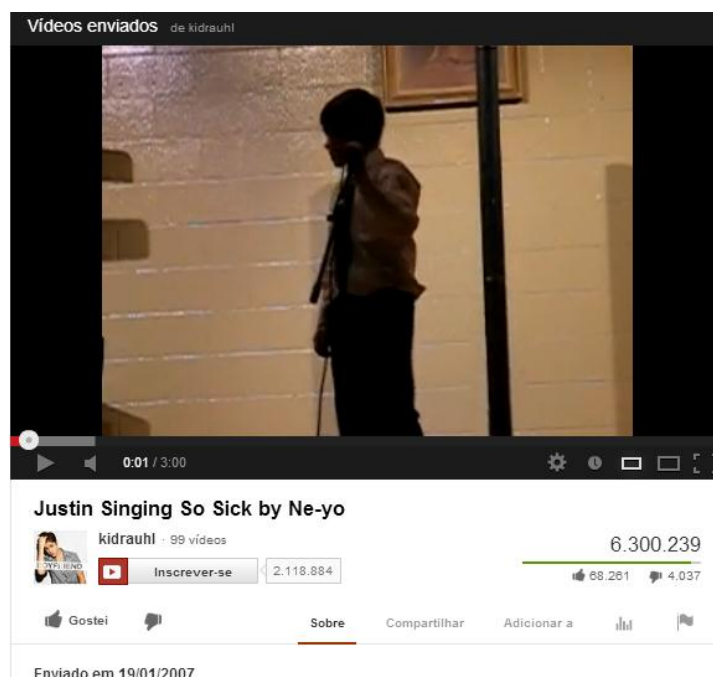 Vídeos enviados de kidrauhl
0:01 / 3:00
Justin Singing So Sick by Ne-yo
kidrauhl · 99 vídeos
BOYFRIEND
Inscrever-se 2.118.884
6.300.239
68.261 4.037
Gostei Sobre Compartilhar Adicionar a
Enviado em 19/01/2007